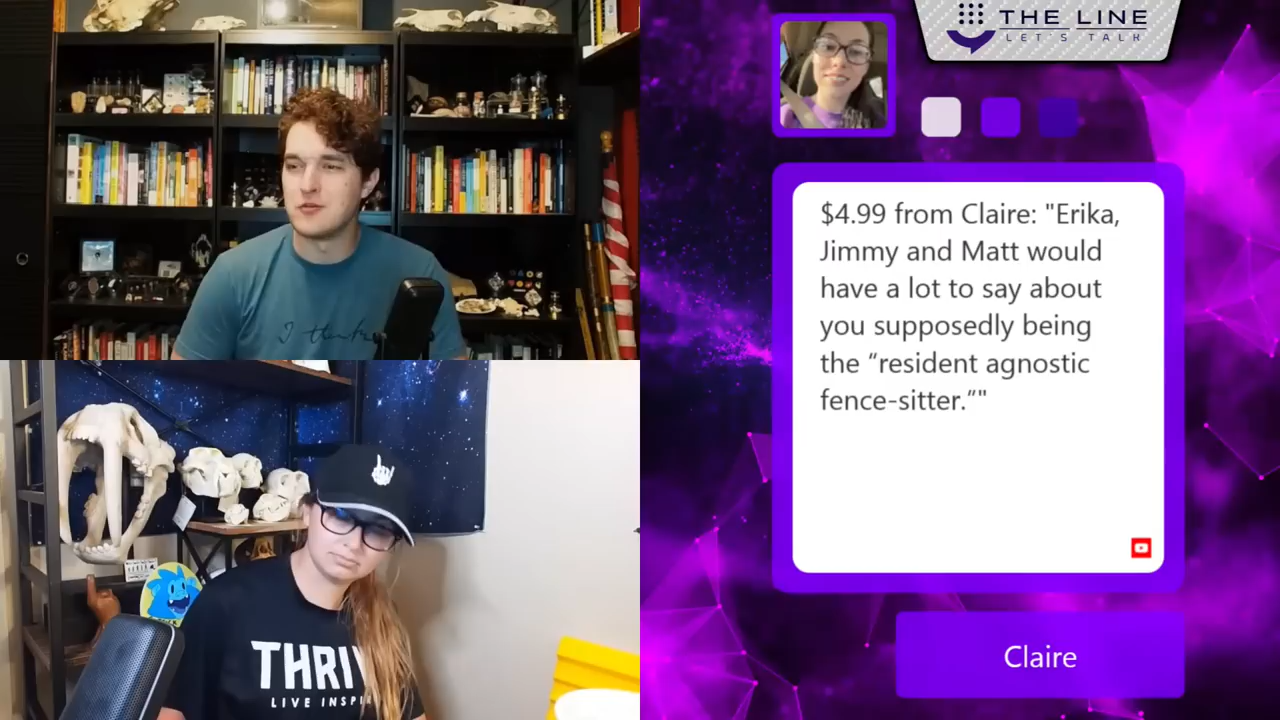 THE LINE
LET'S TALK
$4.99 from Claire: "Erika,
Jimmy and Matt would
have a lot to say about
you supposedly being
the “resident agnostic
fence-sitter.”"
Claire
I think
THRIV
LIVE INSPI